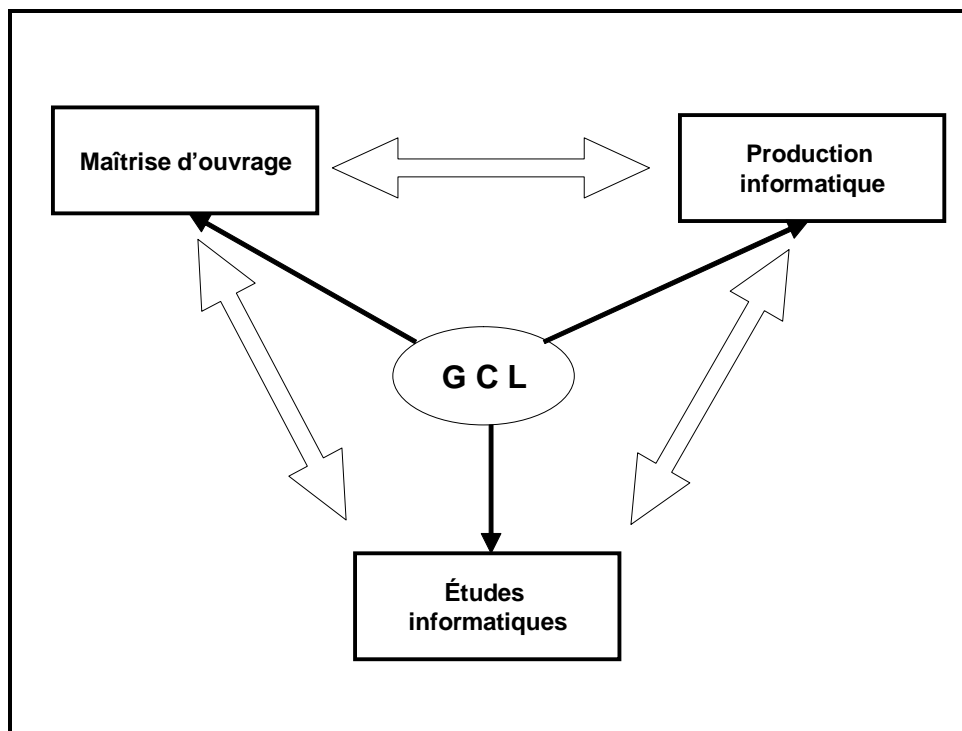 Maîtrise d'ouvrage
Production
informatique
G C L
Études
informatiques